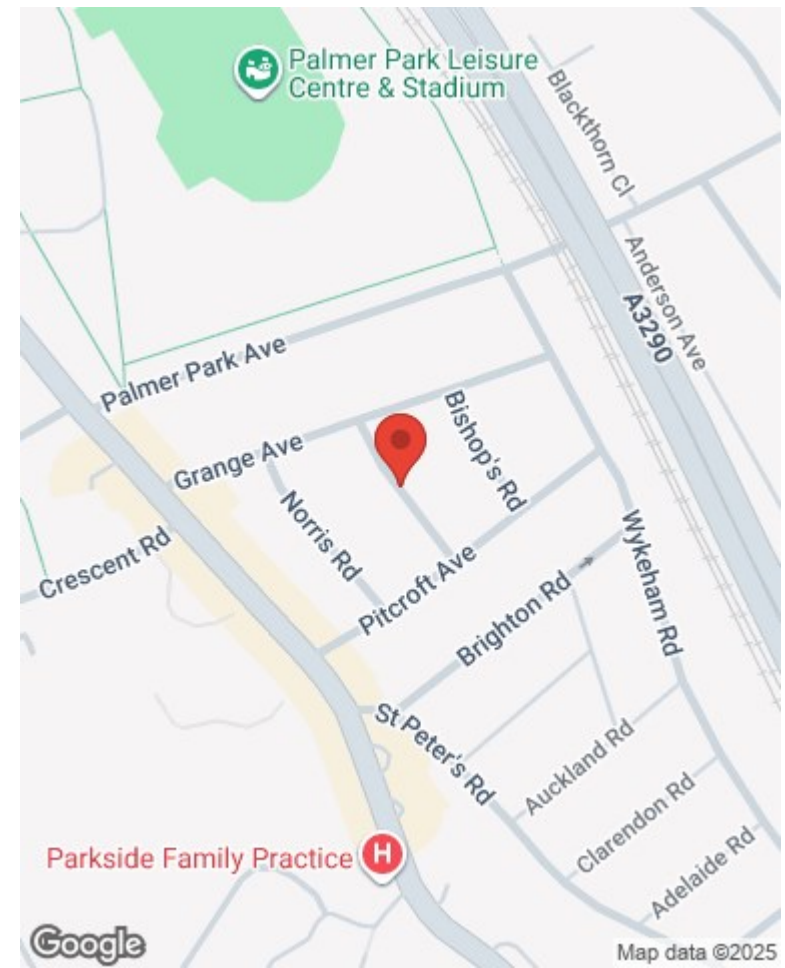 Palmer Park Leisure
Centre & Stadium
Blackthorn Cl
Anderson Ave
A3290
Palmer Park Ave
Grange Ave
Bishop's Rd
Norris Rd
Crescent Rd
Pitcroft Ave
Wykeham Rd
Brighton Rd
St Peter's Rd
Auckland Rd
Clarendon Rd
Adelaide Rd
Parkside Family Practice
H
Google
Map data ©2025